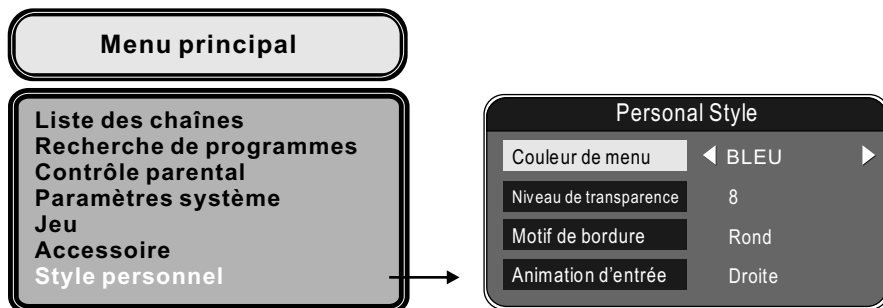 Menu principal
Liste des chaînes
Recherche de programmes
Contrôle parental
Paramètres système
Jeu
Accessoire
Style personnel
Personal Style
Couleur de menu BLEU
Niveau de transparence 8
Motif de bordure Rond
Animation d'entrée Droite